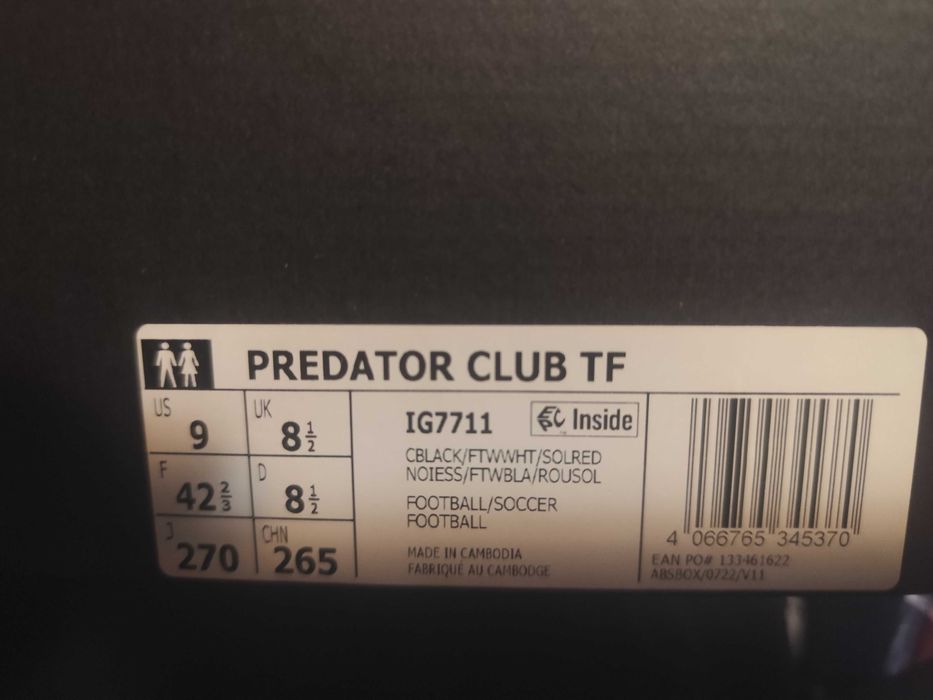 PREDATOR CLUB TF
US 9
UK 8½
F 42⅔
D 8½
J 270
CHN 265
IG7711
EPC Inside
CBLACK/FTWWHT/SOLRED
NOIESS/FTWBLA/ROUSOL
FOOTBALL/SOCCER
FOOTBALL
MADE IN CAMBODIA
FABRIQUÉ AU CAMBODGE
4 066765 345370
EAN PO# 133461622
ABSBOX/0722/V11